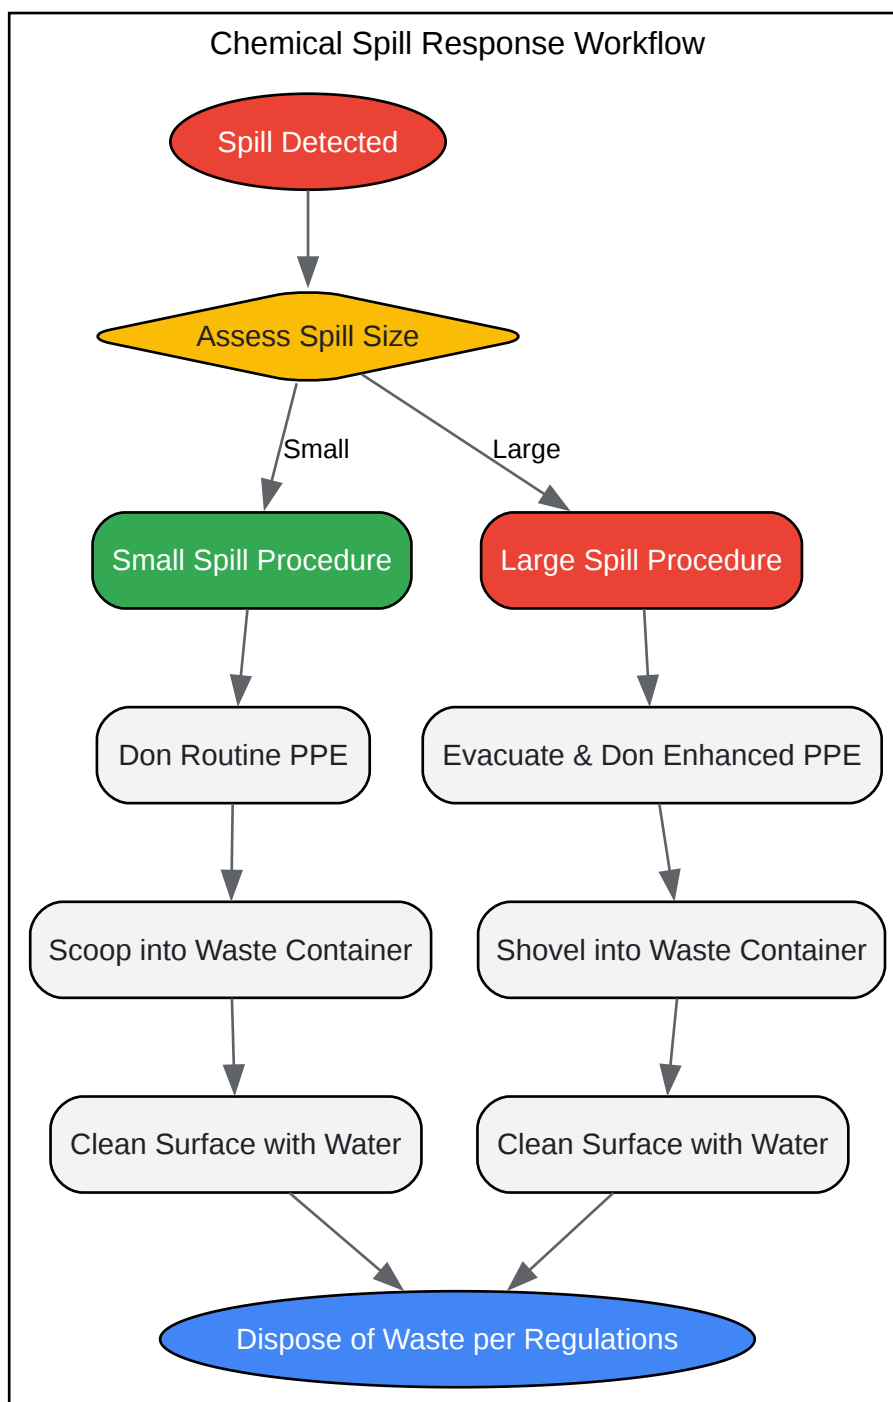 Chemical Spill Response Workflow
Spill Detected
Assess Spill Size
Small
Large
Small Spill Procedure
Large Spill Procedure
Don Routine PPE
Evacuate & Don Enhanced PPE
Scoop into Waste Container
Shovel into Waste Container
Clean Surface with Water
Clean Surface with Water
Dispose of Waste per Regulations